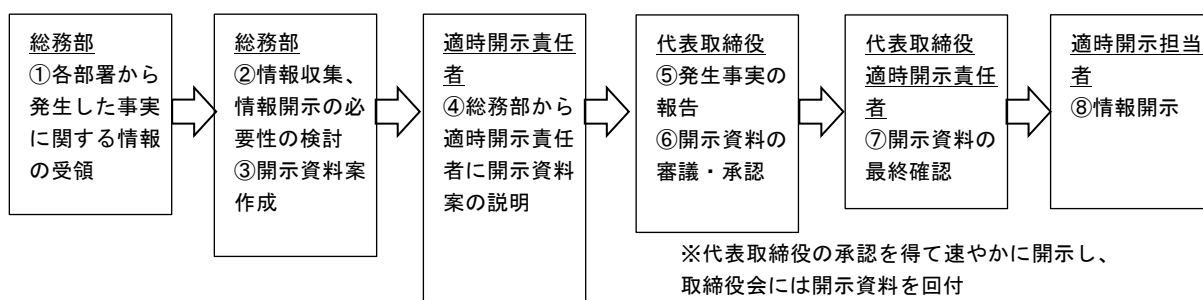 総務部
①各部署から
発生した事実
に関する情報
の受領
総務部
②情報収集、
情報開示の必
要性の検討
③開示資料案
作成
適時開示責任
者
④総務部から
適時開示責任
者に開示資料
案の説明
代表取締役
⑤発生事実の
報告
⑥開示資料の
審議・承認
代表取締役
適時開示責任
者
⑦開示資料の
最終確認
適時開示担当
者
⑧情報開示
※代表取締役の承認を得て速やかに開示し、
取締役会には開示資料を回付